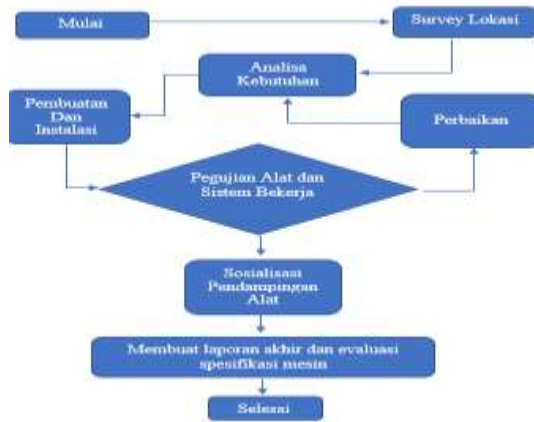 Mulai
Survey Lokasi
Analisa
Kebutuhan
Pembuatan
Dan
Instalasi
Perbaikan
Pegujian Alat dan
Sistem Bekerja
Sosialisasi
Pendampingan
Alat
Membuat laporan akhir dan evaluasi
spesifikasi mesin
Selesai